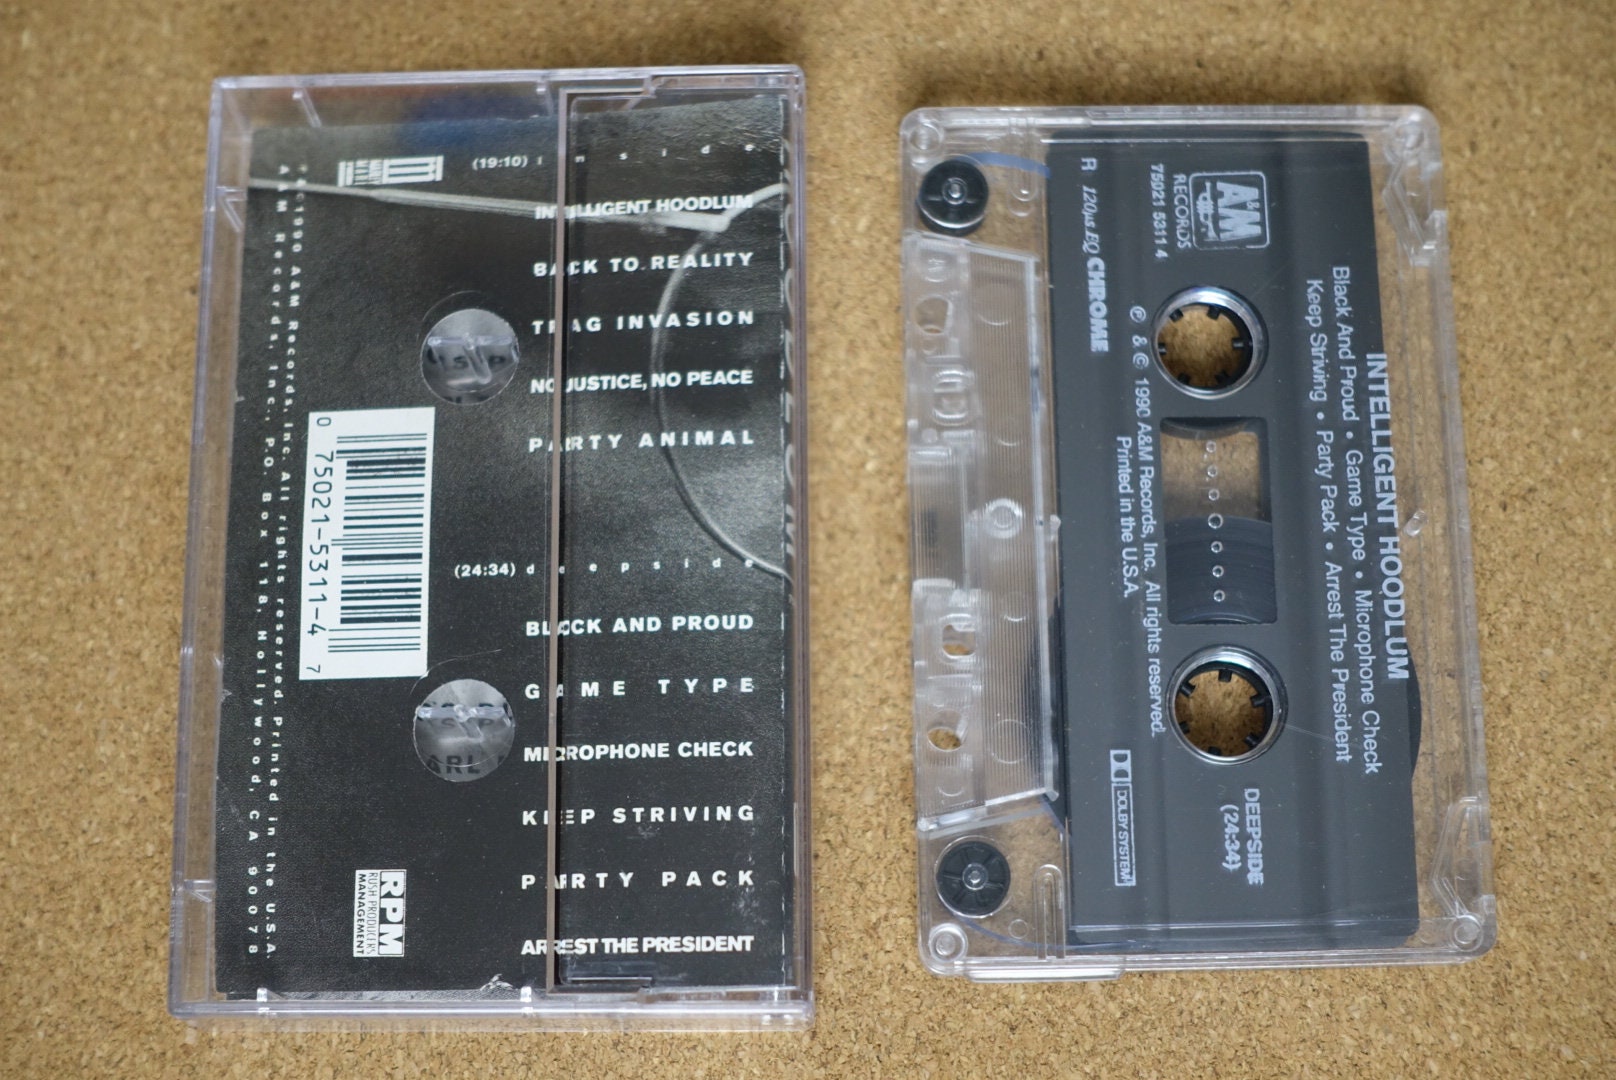 (19:10) inside
INTELLIGENT HOODLUM
BACK TO REALITY
TRAG INVASION
NO JUSTICE, NO PEACE
PARTY ANIMAL
(24:34) deepside
BLACK AND PROUD
GAME TYPE
MICROPHONE CHECK
KEEP STRIVING
PARTY PACK
ARREST THE PRESIDENT
0 75021-5311-4 7
1990 A&M Records, Inc. All rights reserved. Printed in the U.S.A.
A&M Records, Inc., P.O. Box 118, Hollywood, CA 90078
RPM
RUSH PRODUCERS
MANAGEMENT
INTELLIGENT HOODLUM
Black And Proud • Game Type • Microphone Check
Keep Striving • Party Pack • Arrest The President
A&M
RECORDS
75021 5311 4
DEEPSIDE
(24:34)
℗ & © 1990 A&M Records, Inc. All rights reserved.
Printed in the U.S.A.
R 120µs EQ CHROME
DOLBY SYSTEM